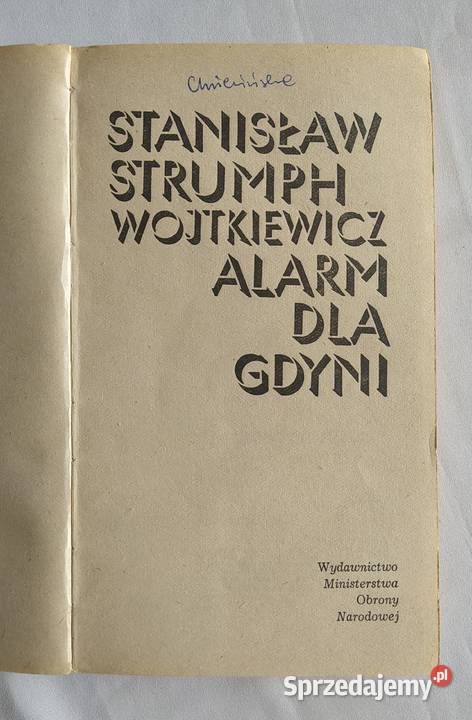 STANISŁAW
STRUMPH
WOJTKIEWICZ
ALARM
DLA
GDYNI
Wydawnictwo
Ministerstwa
Obrony
Narodowej
Sprzedajemy.pl